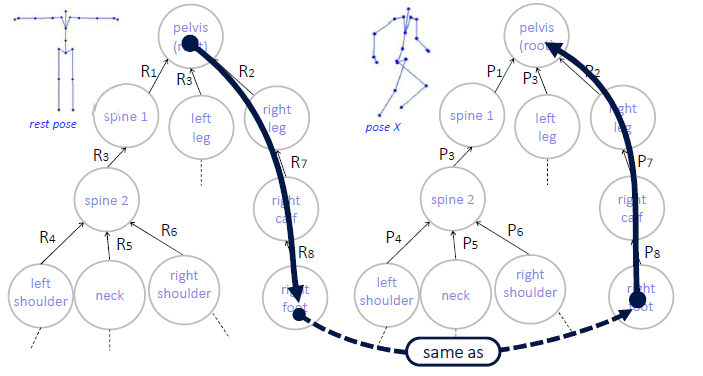 rest pose
pelvis
(root)
R1
R3
R2
spine 1
left
leg
right
leg
R3
R7
spine 2
right
calf
R4
R5
R6
R8
left
shoulder
neck
right
shoulder
right
foot
pose X
pelvis
(root)
P1
P3
R2
spine 1
left
leg
right
leg
P3
P7
spine 2
right
calf
P4
P5
P6
P8
left
shoulder
neck
right
shoulder
right
foot
same as